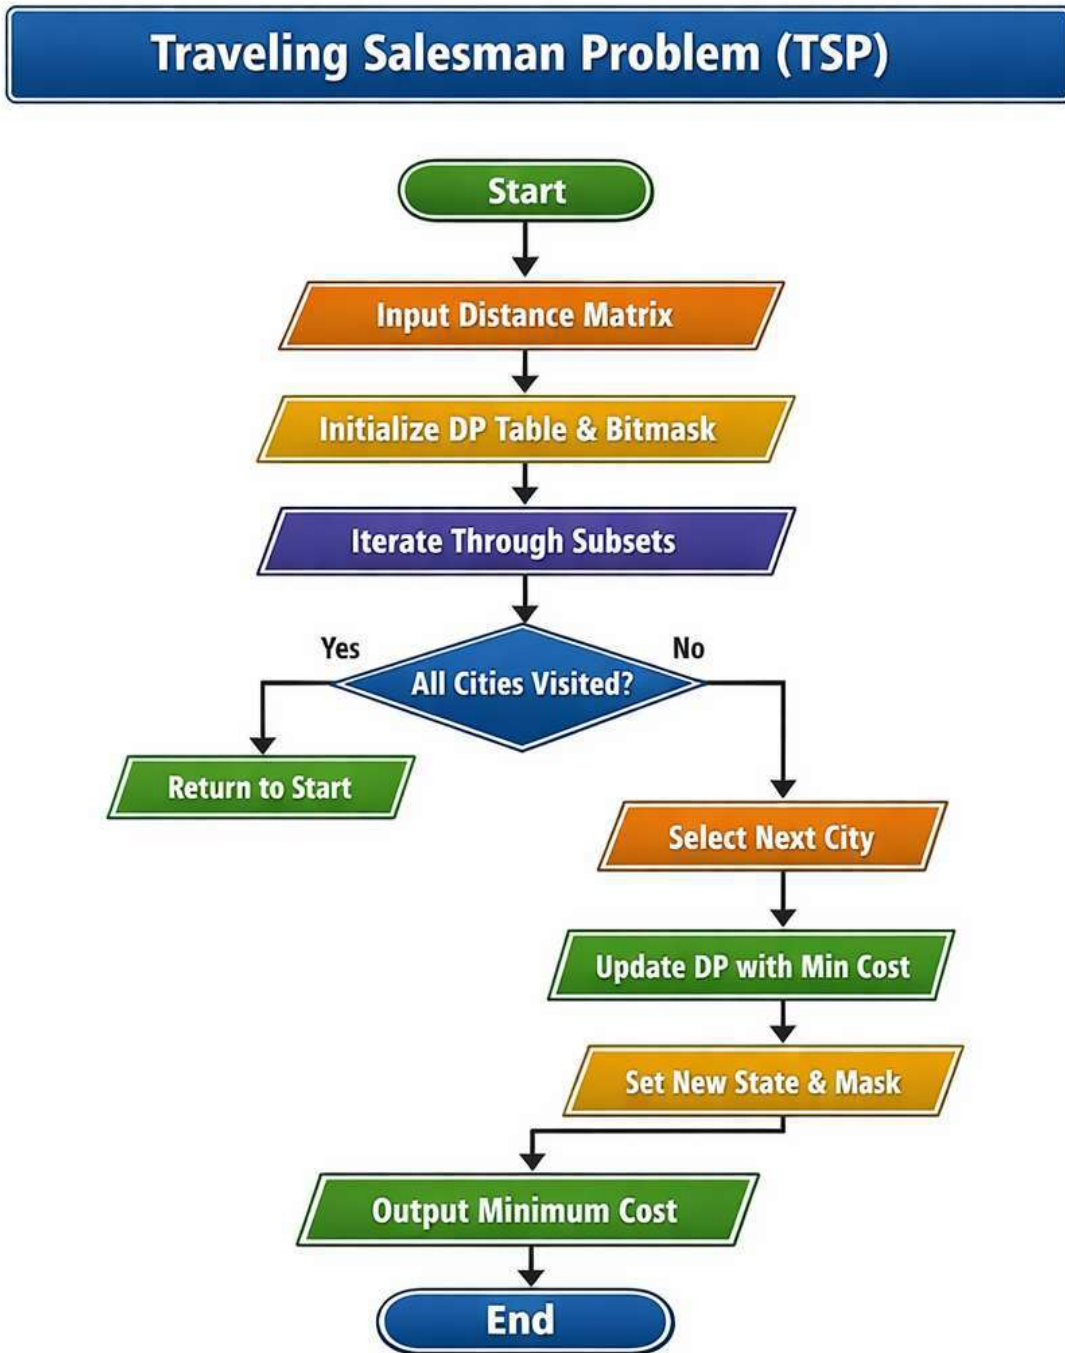 Traveling Salesman Problem (TSP)
Start
Input Distance Matrix
Initialize DP Table & Bitmask
Iterate Through Subsets
Yes
No
All Cities Visited?
Return to Start
Select Next City
Update DP with Min Cost
Set New State & Mask
Output Minimum Cost
End